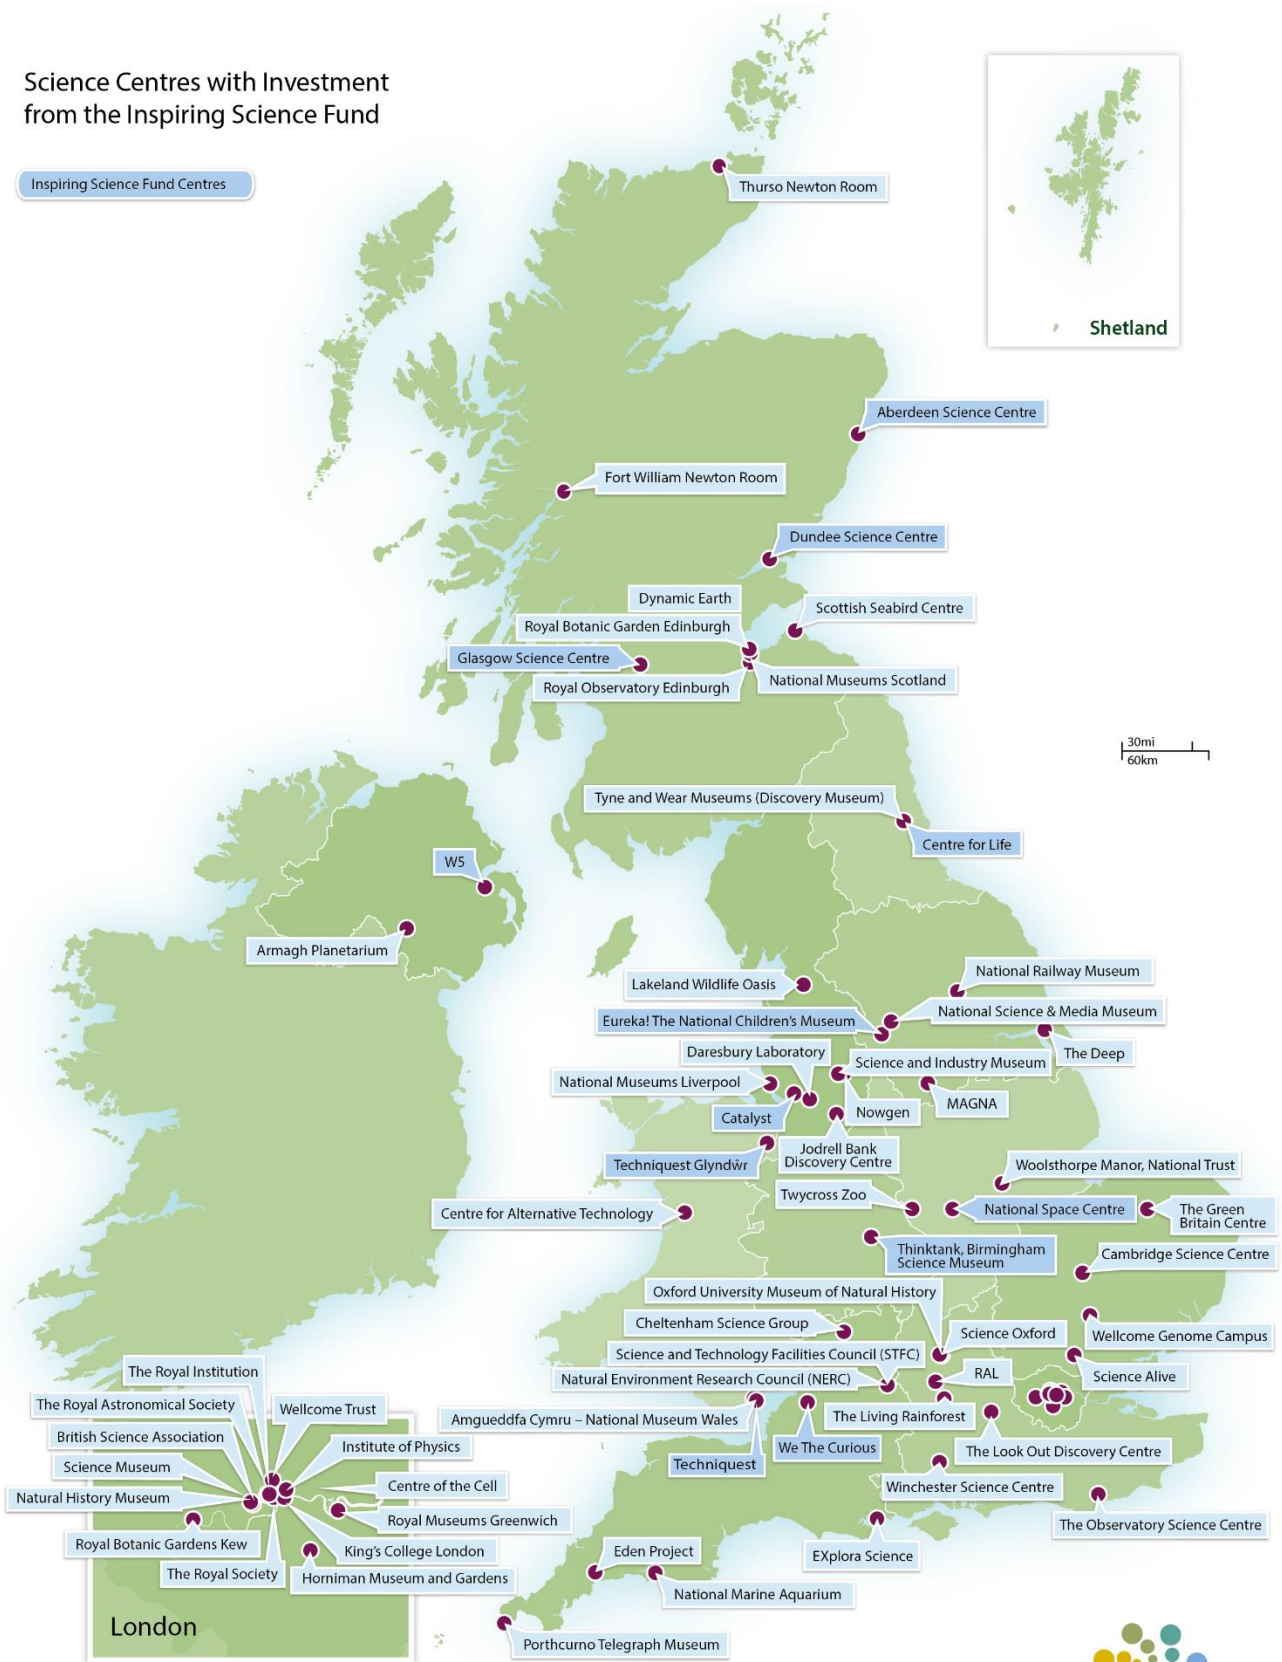 Science Centres with Investment
from the Inspiring Science Fund
Inspiring Science Fund Centres
Thurso Newton Room
Shetland
Aberdeen Science Centre
Fort William Newton Room
Dundee Science Centre
Dynamic Earth
Scottish Seabird Centre
Royal Botanic Garden Edinburgh
Glasgow Science Centre
National Museums Scotland
Royal Observatory Edinburgh
30mi
60km
Tyne and Wear Museums (Discovery Museum)
Centre for Life
W5
Armagh Planetarium
National Railway Museum
Lakeland Wildlife Oasis
National Science & Media Museum
Eureka! The National Children's Museum
The Deep
Daresbury Laboratory
Science and Industry Museum
National Museums Liverpool
MAGNA
Nowgen
Catalyst
Jodrell Bank
Discovery Centre
Techniquest Glyndŵr
Woolsthorpe Manor, National Trust
Twycross Zoo
Centre for Alternative Technology
National Space Centre
The Green
Britain Centre
Thinktank, Birmingham
Science Museum
Cambridge Science Centre
Oxford University Museum of Natural History
Cheltenham Science Group
Science Oxford
Wellcome Genome Campus
Science and Technology Facilities Council (STFC)
Natural Environment Research Council (NERC)
RAL
Science Alive
Amgueddfa Cymru – National Museum Wales
The Living Rainforest
We The Curious
The Look Out Discovery Centre
Techniquest
Winchester Science Centre
The Observatory Science Centre
EXplora Science
Eden Project
National Marine Aquarium
Porthcurno Telegraph Museum
The Royal Institution
The Royal Astronomical Society
Wellcome Trust
British Science Association
Institute of Physics
Science Museum
Centre of the Cell
Natural History Museum
Royal Museums Greenwich
Royal Botanic Gardens Kew
King's College London
The Royal Society
Horniman Museum and Gardens
London